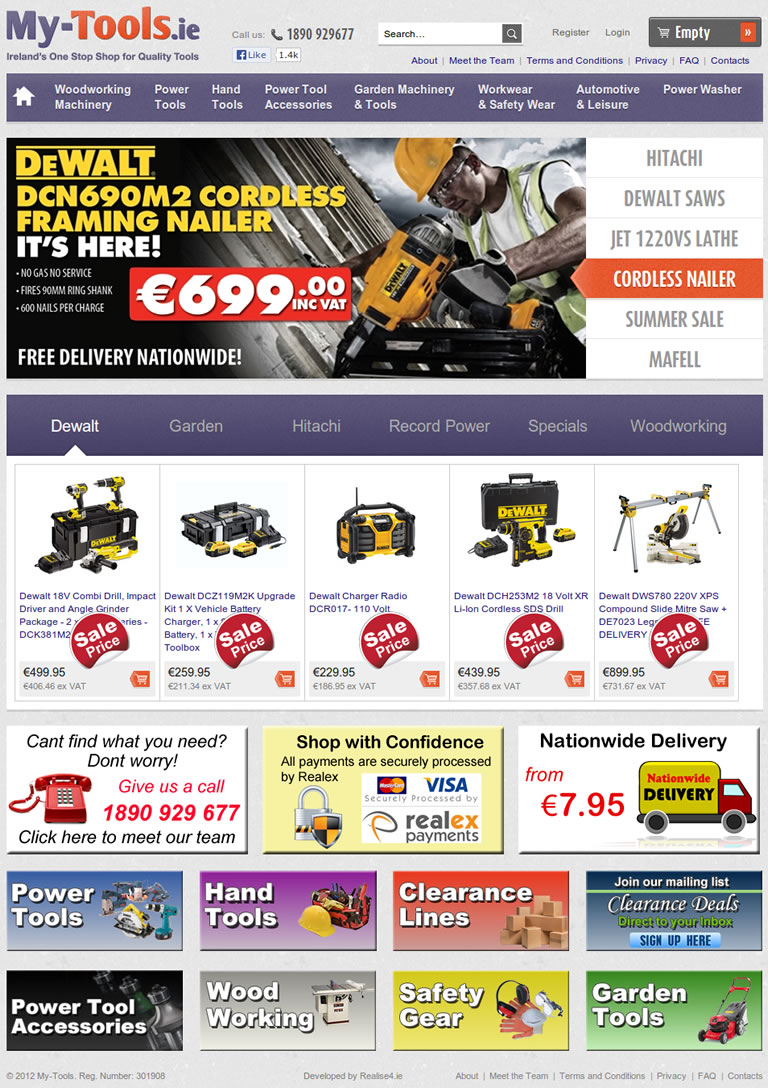 My-Tools.ie
Ireland's One Stop Shop for Quality Tools
Call us: 1890 929677
Like 1.4k
Search...
Register Login
Empty »
About | Meet the Team | Terms and Conditions | Privacy | FAQ | Contacts
Woodworking Machinery
Power Tools
Hand Tools
Power Tool Accessories
Garden Machinery & Tools
Workwear & Safety Wear
Automotive & Leisure
Power Washer
DEWALT
DCN690M2 CORDLESS
FRAMING NAILER
IT'S HERE!
• NO GAS NO SERVICE
• FIRES 90MM RING SHANK
• 600 NAILS PER CHARGE
€699.00
INC VAT
FREE DELIVERY NATIONWIDE!
DEWALT
HITACHI
DEWALT SAWS
JET 1220VS LATHE
CORDLESS NAILER
SUMMER SALE
MAFELL
Dewalt Garden Hitachi Record Power Specials Woodworking
DEWALT
Dewalt 18V Combi Drill, Impact
Driver and Angle Grinder
Package - 2 x
DCK381M2
Sale Price
€499.95
€406.46 ex VAT
Dewalt DCZ119M2K Upgrade
Kit 1 X Vehicle Battery
Charger, 1 x
Battery, 1 x
Toolbox
Sale Price
€259.95
€211.34 ex VAT
Dewalt Charger Radio
DCR017- 110 Volt
Sale Price
€229.95
€186.95 ex VAT
DEWALT
Dewalt DCH253M2 18 Volt XR
Li-Ion Cordless SDS Drill
Sale Price
€439.95
€357.68 ex VAT
Dewalt DWS780 220V XPS
Compound Slide Mitre Saw +
DE7023
DELIVERY
Sale Price
€899.95
€731.67 ex VAT
Cant find what you need?
Dont worry!
Give us a call
1890 929 677
Click here to meet our team
Shop with Confidence
All payments are securely processed
by Realex
MasterCard VISA
Securely Processed by
realex
payments
Nationwide Delivery
from
€7.95
Nationwide
DELIVERY
Power
Tools
Hand
Tools
Clearance
Lines
Join our mailing list
Clearance Deals
Direct to your Inbox
SIGN UP HERE
Power Tool
Accessories
Wood
Working
Safety
Gear
Garden
Tools
© 2012 My-Tools. Reg. Number: 301908
Developed by Realise4.ie
About | Meet the Team | Terms and Conditions | Privacy | FAQ | Contacts